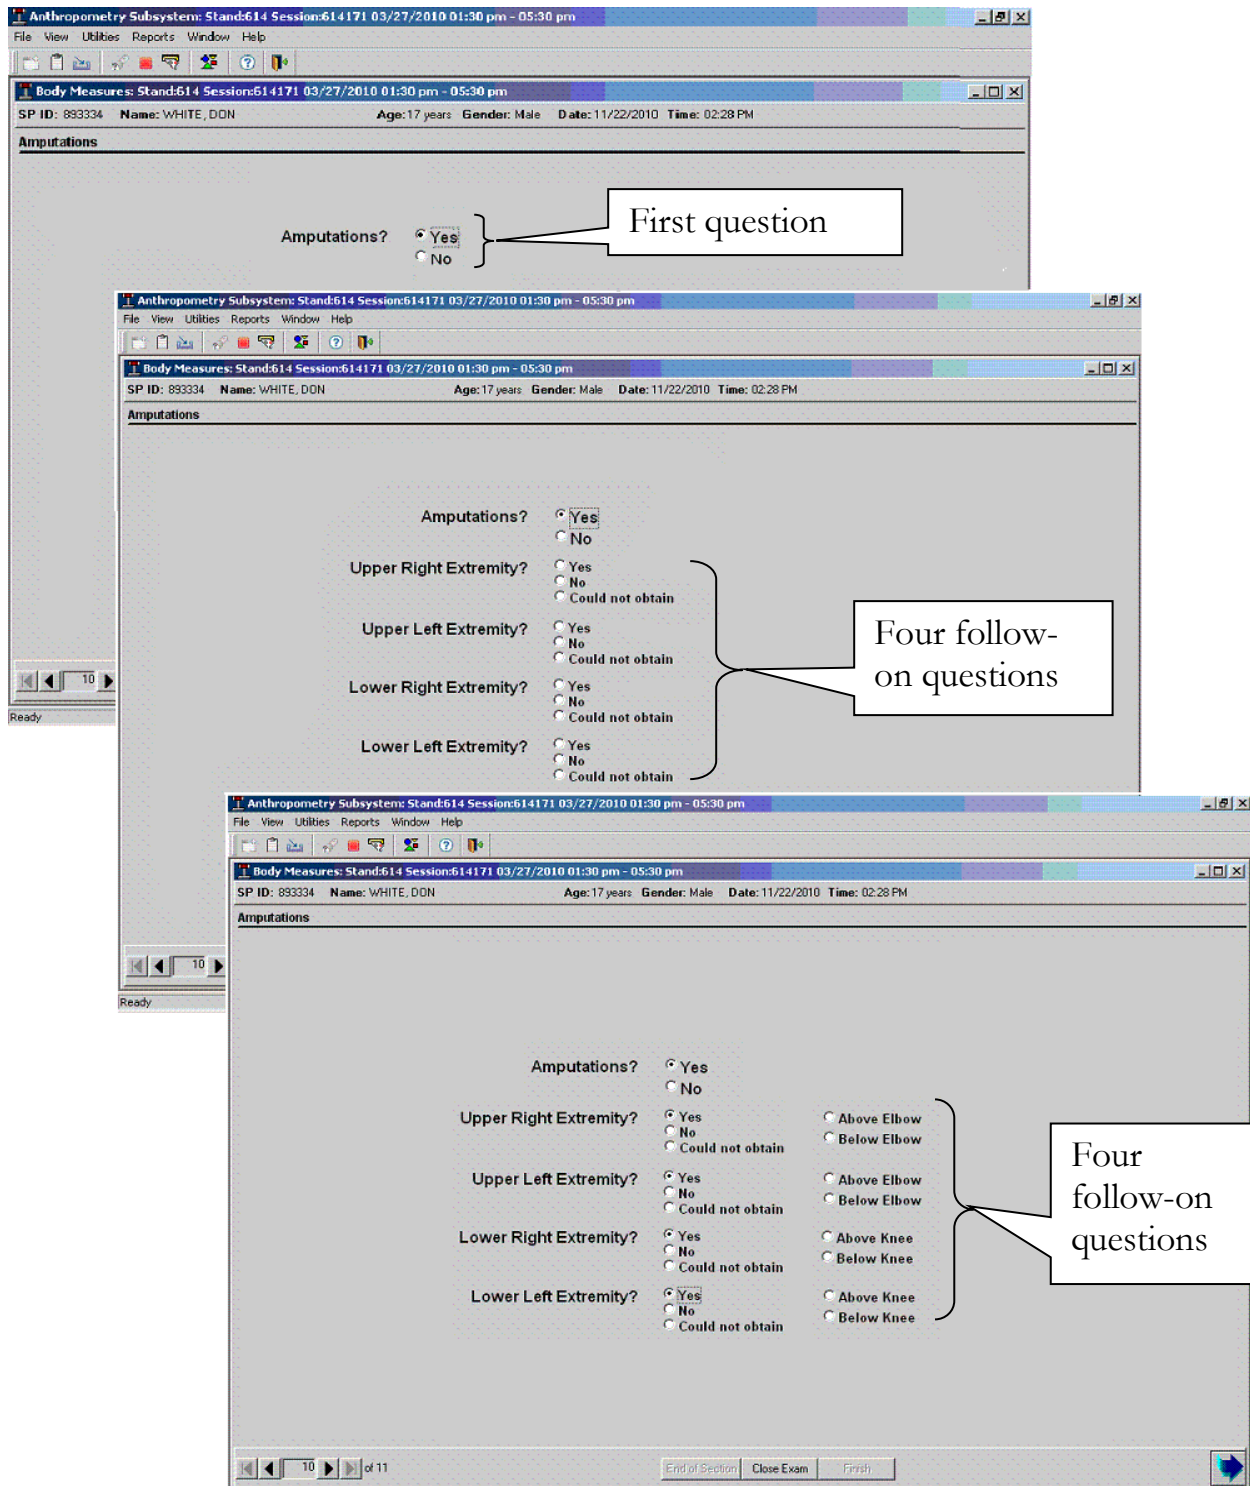 Anthropometry Subsystem: Stand:614 Session:614171 03/27/2010 01:30 pm - 05:30 pm
File View Utilities Reports Window Help
Body Measures: Stand:614 Session:614171 03/27/2010 01:30 pm - 05:30 pm
SP ID: 893334 Name: WHITE, DON Age: 17 years Gender: Male Date: 11/22/2010 Time: 02:28 PM
Amputations
Amputations? Yes
No
First question
10
Ready
Anthropometry Subsystem: Stand:614 Session:614171 03/27/2010 01:30 pm - 05:30 pm
File View Utilities Reports Window Help
Body Measures: Stand:614 Session:614171 03/27/2010 01:30 pm - 05:30 pm
SP ID: 893334 Name: WHITE, DON Age: 17 years Gender: Male Date: 11/22/2010 Time: 02:28 PM
Amputations
Amputations? Yes
No
Upper Right Extremity? Yes
No
Could not obtain
Upper Left Extremity? Yes
No
Could not obtain
Lower Right Extremity? Yes
No
Could not obtain
Lower Left Extremity? Yes
No
Could not obtain
Four follow-
on questions
10
Ready
Anthropometry Subsystem: Stand:614 Session:614171 03/27/2010 01:30 pm - 05:30 pm
File View Utilities Reports Window Help
Body Measures: Stand:614 Session:614171 03/27/2010 01:30 pm - 05:30 pm
SP ID: 893334 Name: WHITE, DON Age: 17 years Gender: Male Date: 11/22/2010 Time: 02:28 PM
Amputations
Amputations? Yes
No
Upper Right Extremity? Yes Above Elbow
No Below Elbow
Could not obtain
Upper Left Extremity? Yes Above Elbow
No Below Elbow
Could not obtain
Lower Right Extremity? Yes Above Knee
No Below Knee
Could not obtain
Lower Left Extremity? Yes Above Knee
No Below Knee
Could not obtain
Four
follow-on
questions
10 of 11 End of Section Close Exam Finish